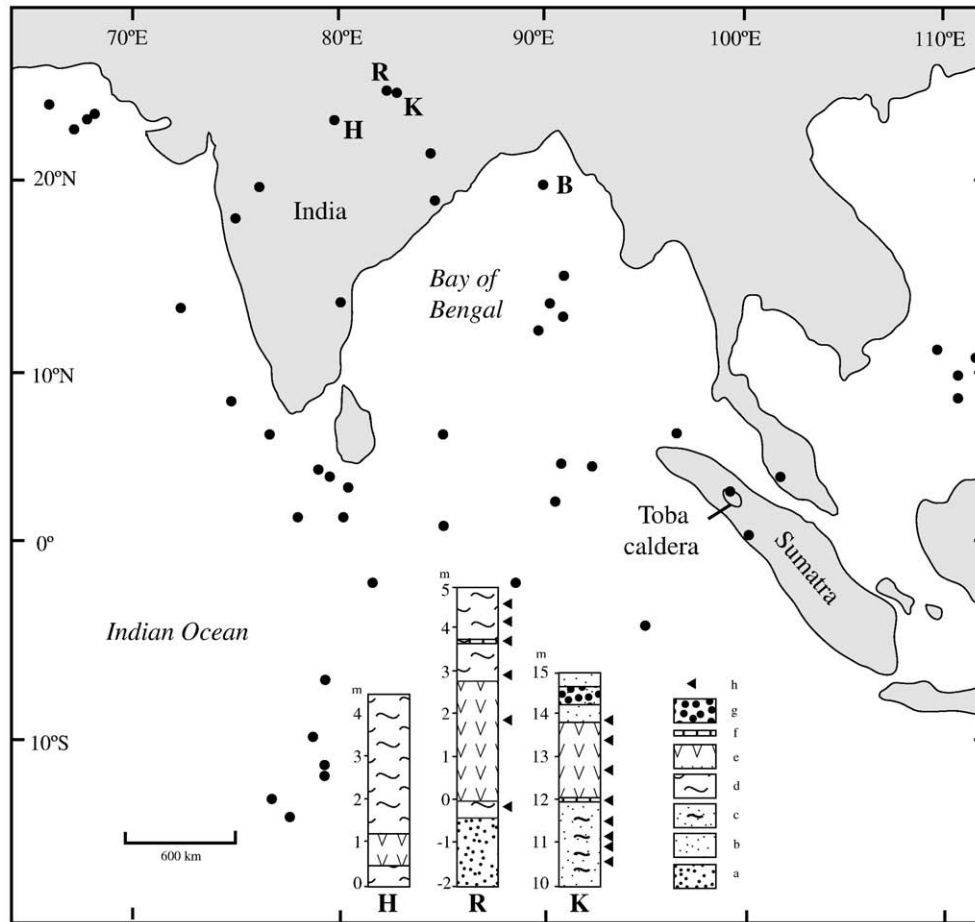 70ºE 80ºE 90ºE 100ºE 110ºE
R
K
H
20ºN
B
India
Bay of
Bengal
10ºN
Toba
caldera
0º
Sumatra
Indian Ocean
10ºS
600 km
m
4
3
2
1
0
H
m
5
4
3
2
1
0
-1
-2
R
m
15
14
13
12
11
10
K
h
g
f
e
d
c
b
a